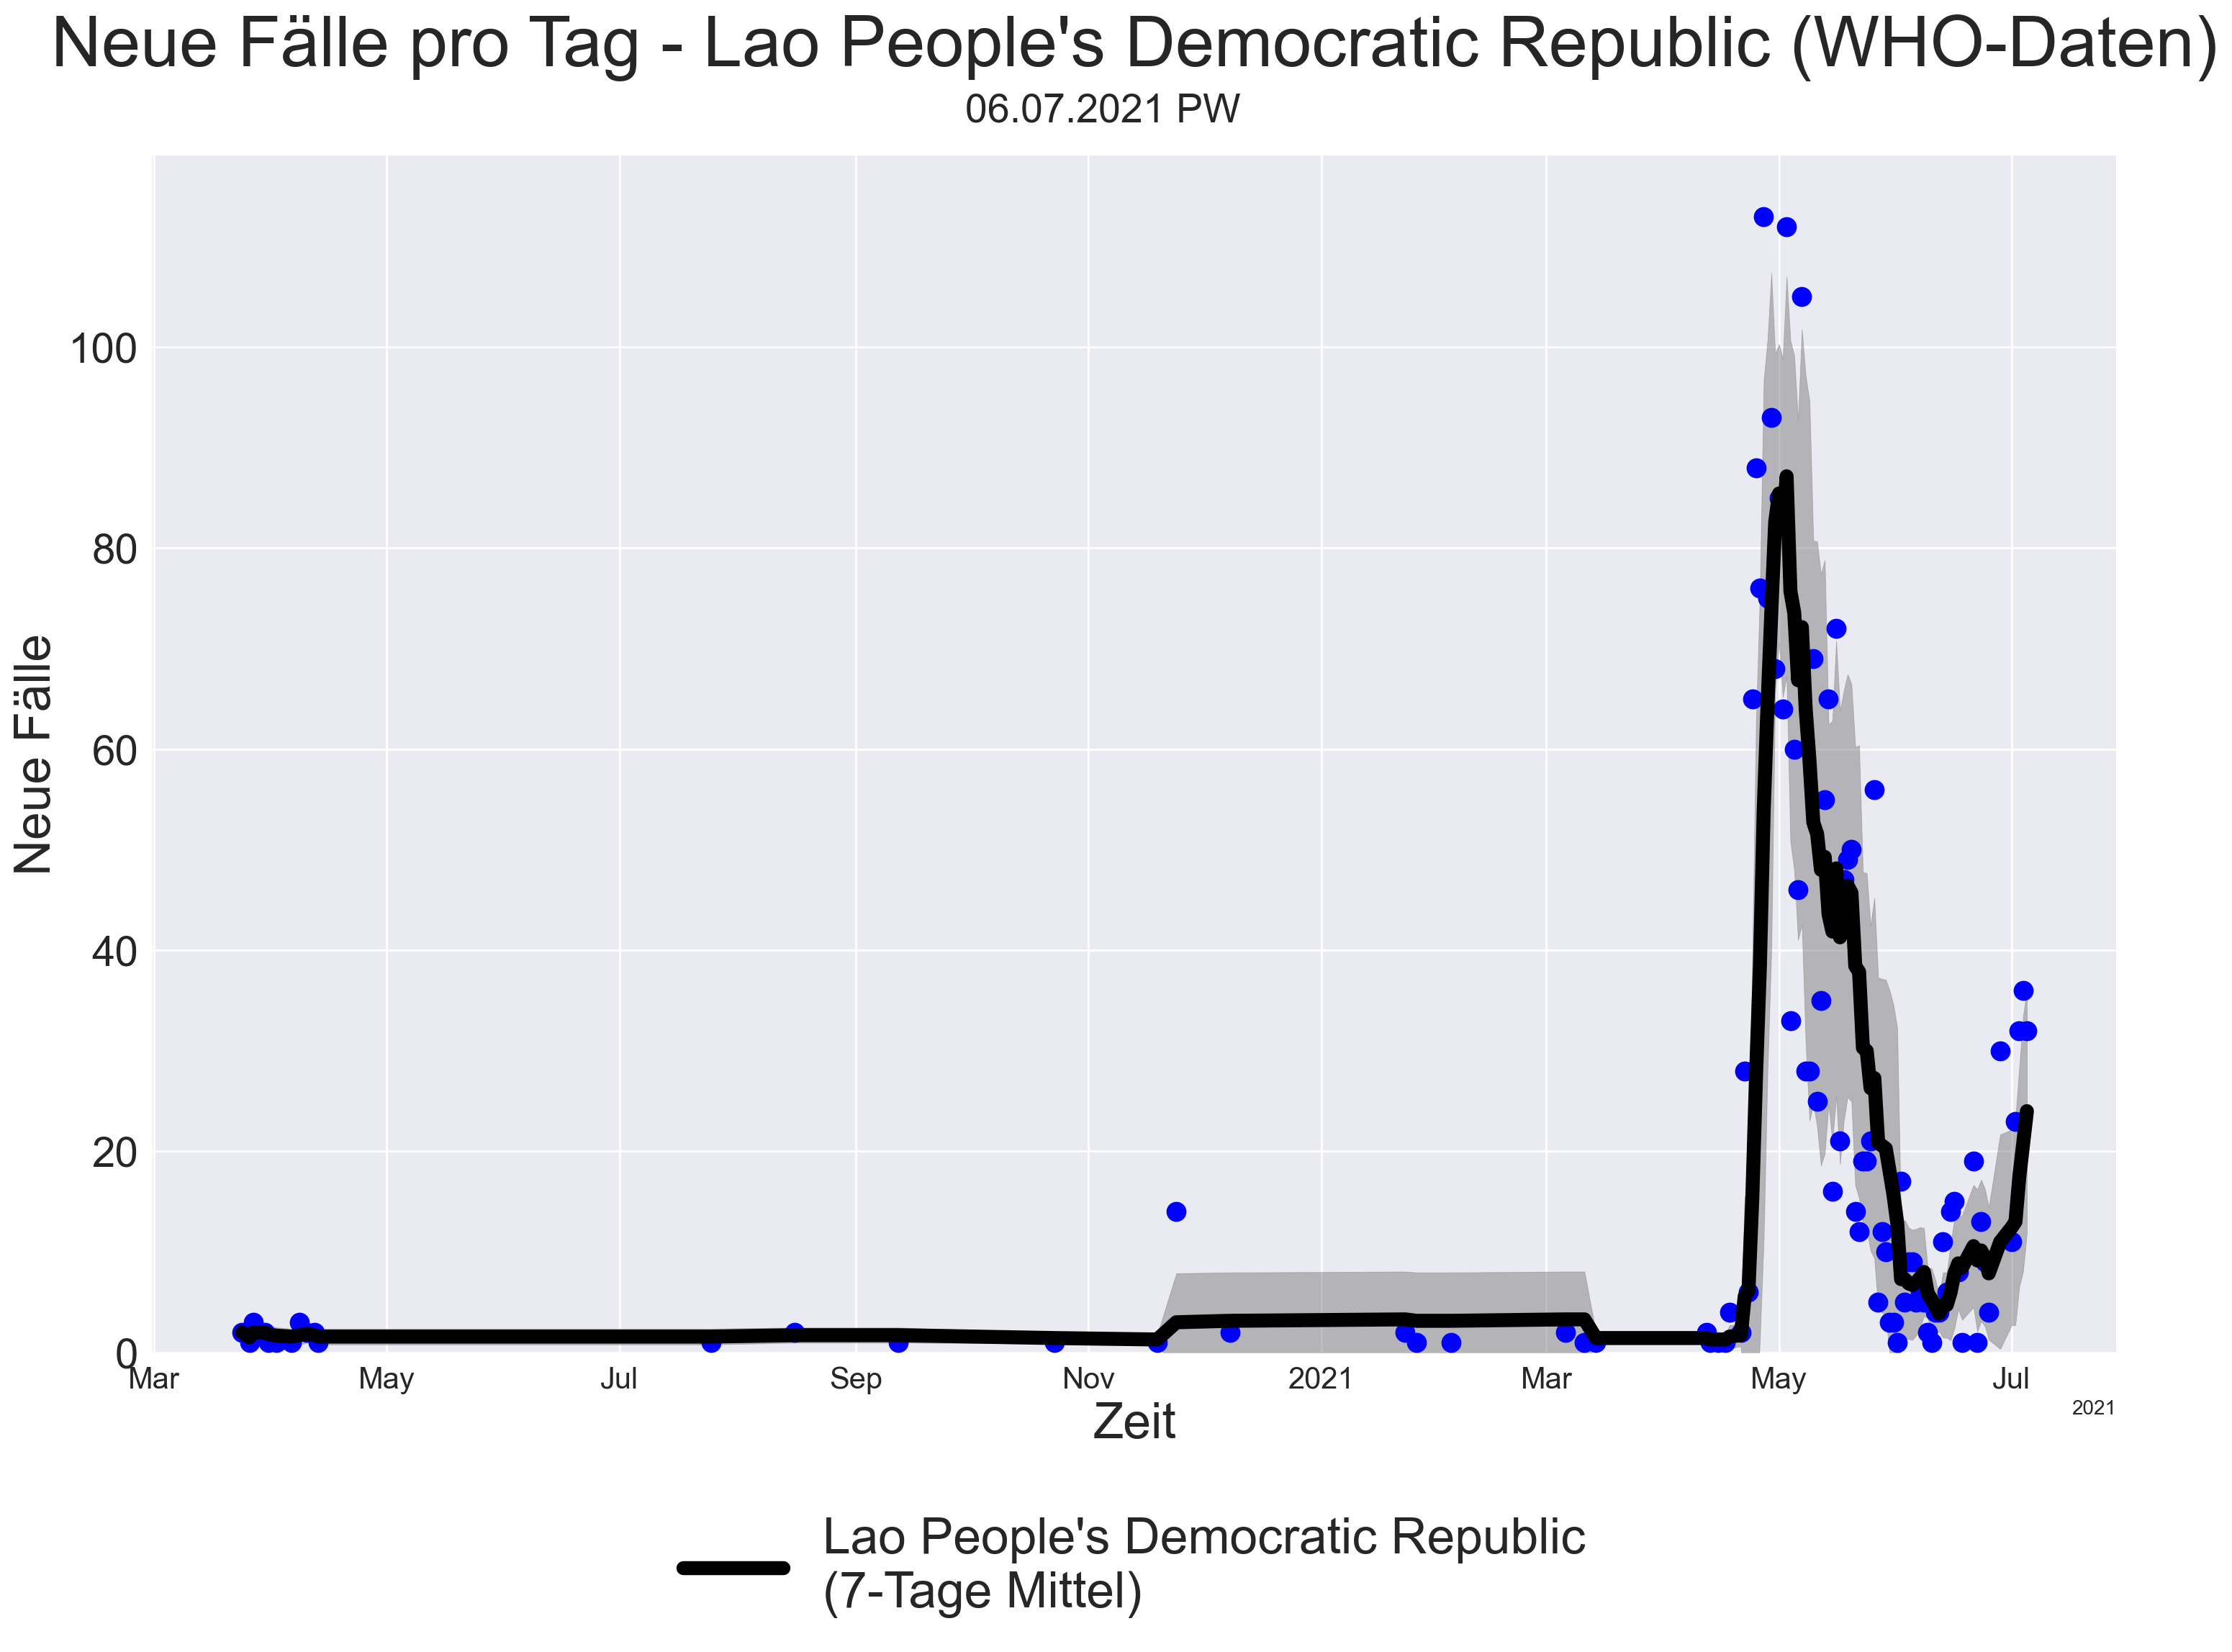 Neue Fälle pro Tag - Lao People's Democratic Republic (WHO-Daten)
06.07.2021 PW
Neue Fälle
100
80
60
40
20
0
Mar May Jul Sep Nov 2021 Mar May Jul
2021
Zeit
Lao People's Democratic Republic
(7-Tage Mittel)